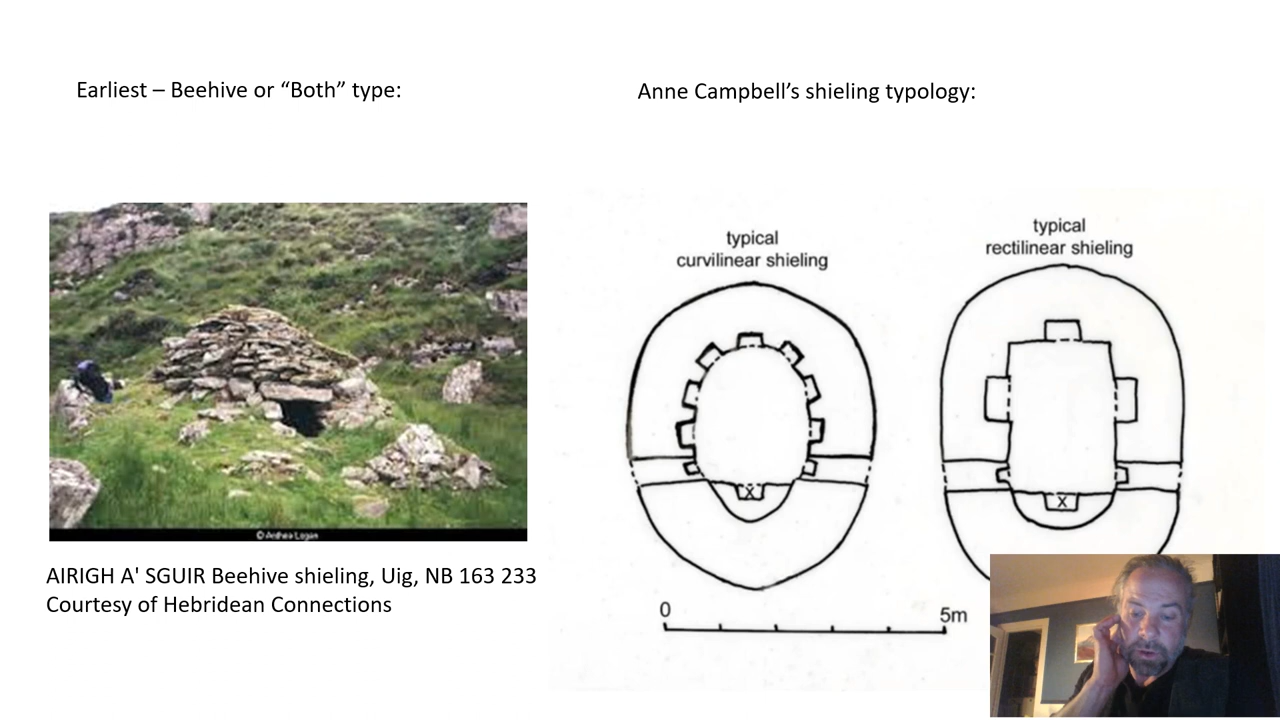 Earliest – Beehive or “Both” type:
Anne Campbell’s shieling typology:
© Anthea Logan
AIRIGH A' SGUIR Beehive shieling, Uig, NB 163 233
Courtesy of Hebridean Connections
typical
curvilinear shieling
X
typical
rectilinear shieling
X
0
5m